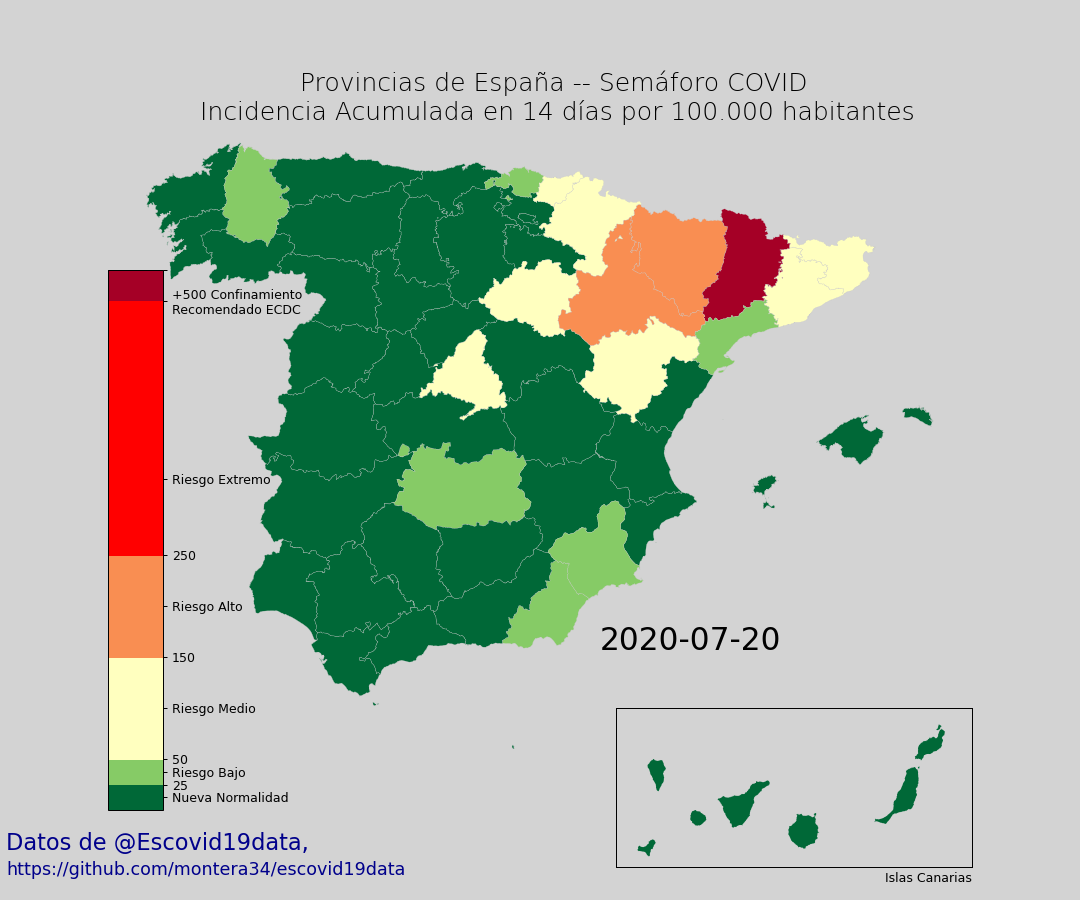 Provincias de España -- Semáforo COVID
Incidencia Acumulada en 14 días por 100.000 habitantes
+500 Confinamiento
Recomendado ECDC
Riesgo Extremo
250
Riesgo Alto
150
Riesgo Medio
50
Riesgo Bajo
25
Nueva Normalidad
2020-07-20
Datos de @Escovid19data,
https://github.com/montera34/escovid19data
Islas Canarias